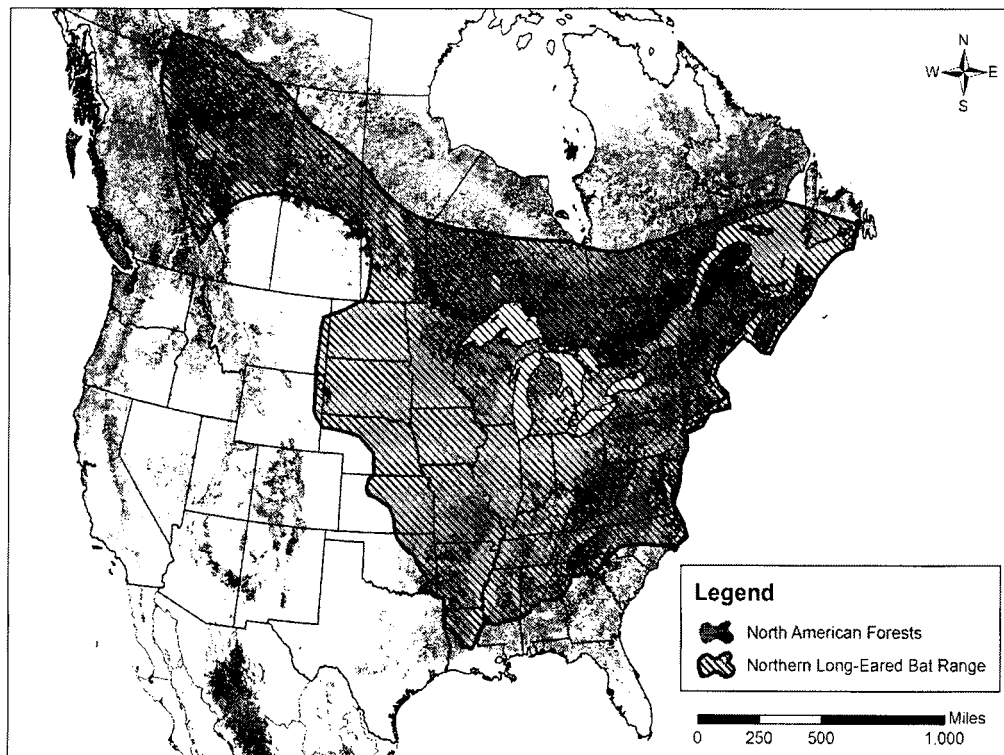 N
W E
S
Legend
North American Forests
Northern Long-Eared Bat Range
Miles
0 250 500 1,000